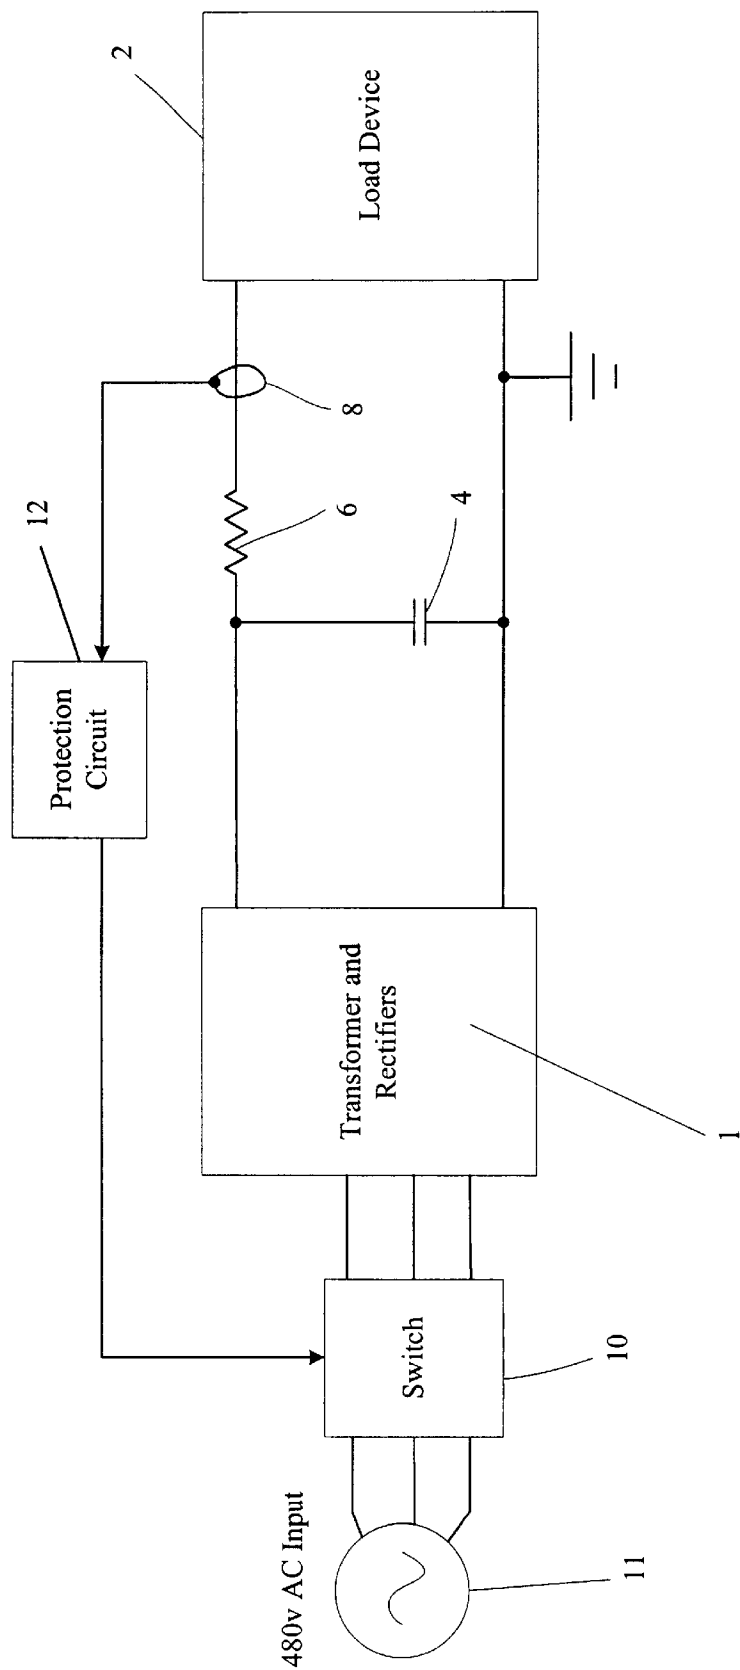 480v AC Input
11
Switch
10
Transformer and
Rectifiers
1
Protection
Circuit
12
4
6
8
Load Device
2